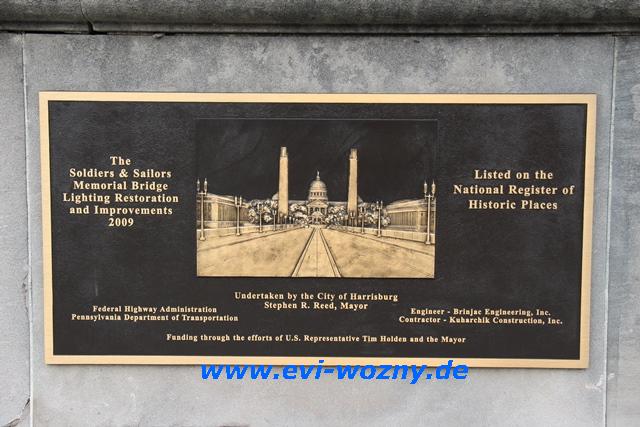 The
Soldiers & Sailors
Memorial Bridge
Lighting Restoration
and Improvements
2009
Listed on the
National Register of
Historic Places
Undertaken by the City of Harrisburg
Stephen R. Reed, Mayor
Federal Highway Administration
Pennsylvania Department of Transportation
Engineer - Brinjac Engineering, Inc.
Contractor - Kuharchik Construction, Inc.
Funding through the efforts of U.S. Representative Tim Holden and the Mayor
www.evi-wozny.de